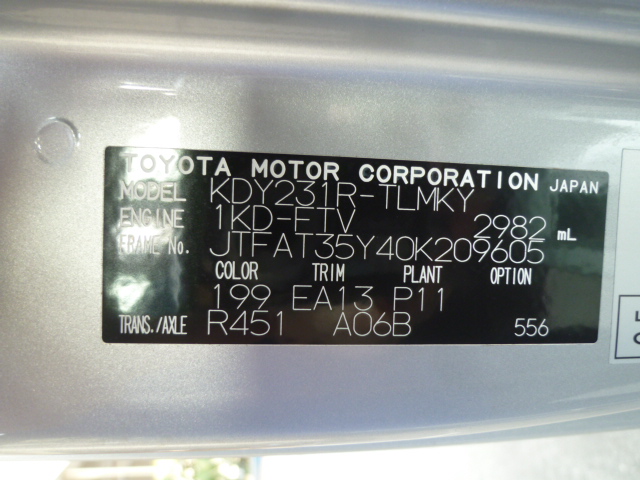 TOYOTA MOTOR CORPORATION JAPAN
MODEL KDY231R-TLMKY
ENGINE 1KD-FTV 2982 mL
FRAME No. JTFAT35Y40K209605
COLOR TRIM PLANT OPTION
199 EA13 P11
TRANS./AXLE R451 A06B 556